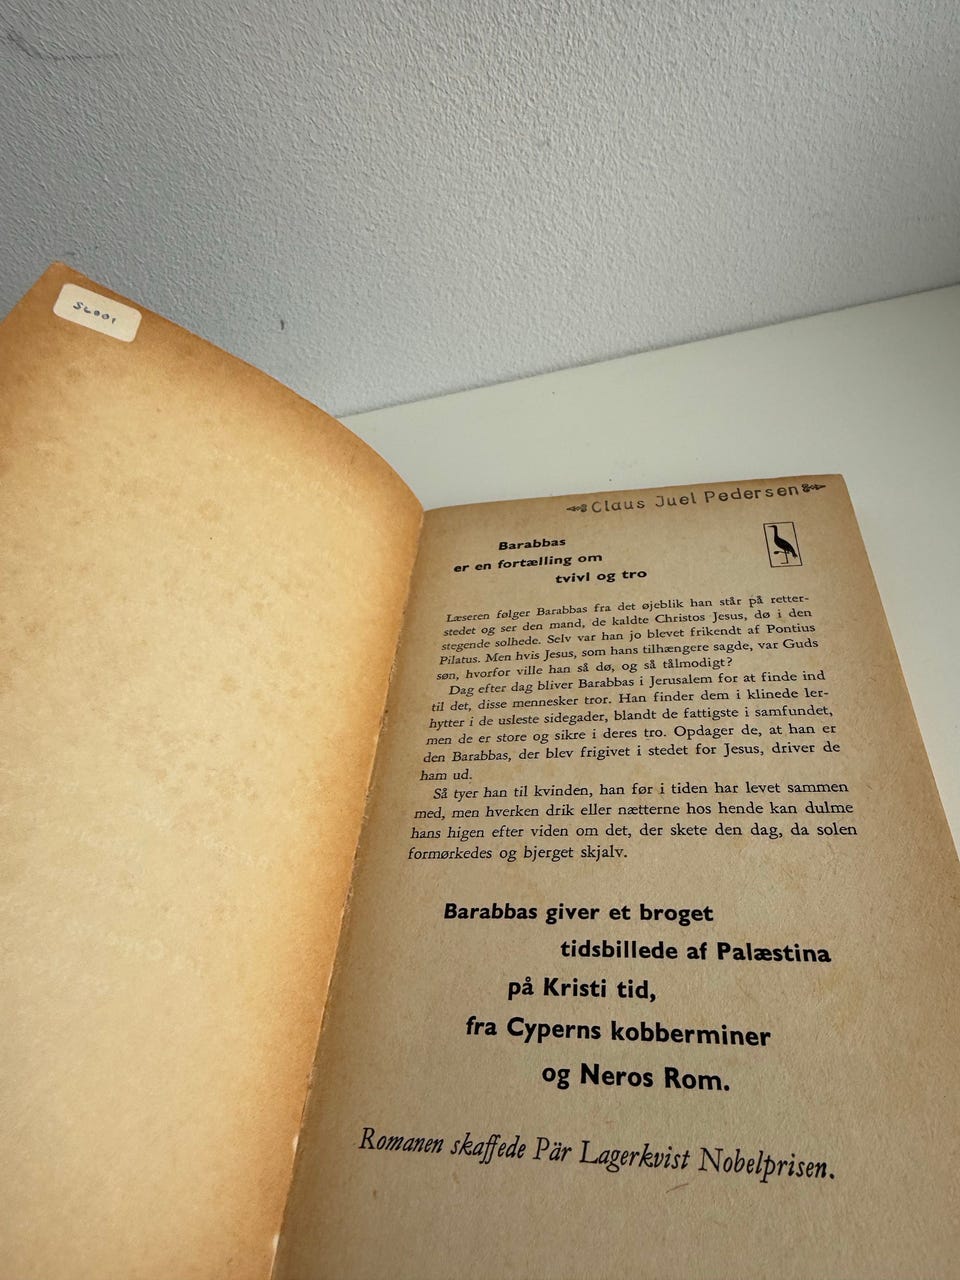 SL001
Claus Juel Pedersen
Barabbas
er en fortælling om
tvivl og tro
Læseren følger Barabbas fra det øjeblik han står på retter-
stedet og ser den mand, de kaldte Christos Jesus, dø i den
stegende solhede. Selv var han jo blevet frikendt af Pontius
Pilatus. Men hvis Jesus, som hans tilhængere sagde, var Guds
søn, hvorfor ville han så dø, og så tålmodigt?
Dag efter dag bliver Barabbas i Jerusalem for at finde ind
til det, disse mennesker tror. Han finder dem i klinede ler-
hytter i de usleste sidegader, blandt de fattigste i samfundet,
men de er store og sikre i deres tro. Opdager de, at han er
den Barabbas, der blev frigivet i stedet for Jesus, driver de
ham ud.
Så tyer han til kvinden, han før i tiden har levet sammen
med, men hverken drik eller nætterne hos hende kan dulme
hans higen efter viden om det, der skete den dag, da solen
formørkedes og bjerget skjalv.
Barabbas giver et broget
tidsbillede af Palæstina
på Kristi tid,
fra Cyperns kobberminer
og Neros Rom.
Romanen skaffede Pär Lagerkvist Nobelprisen.